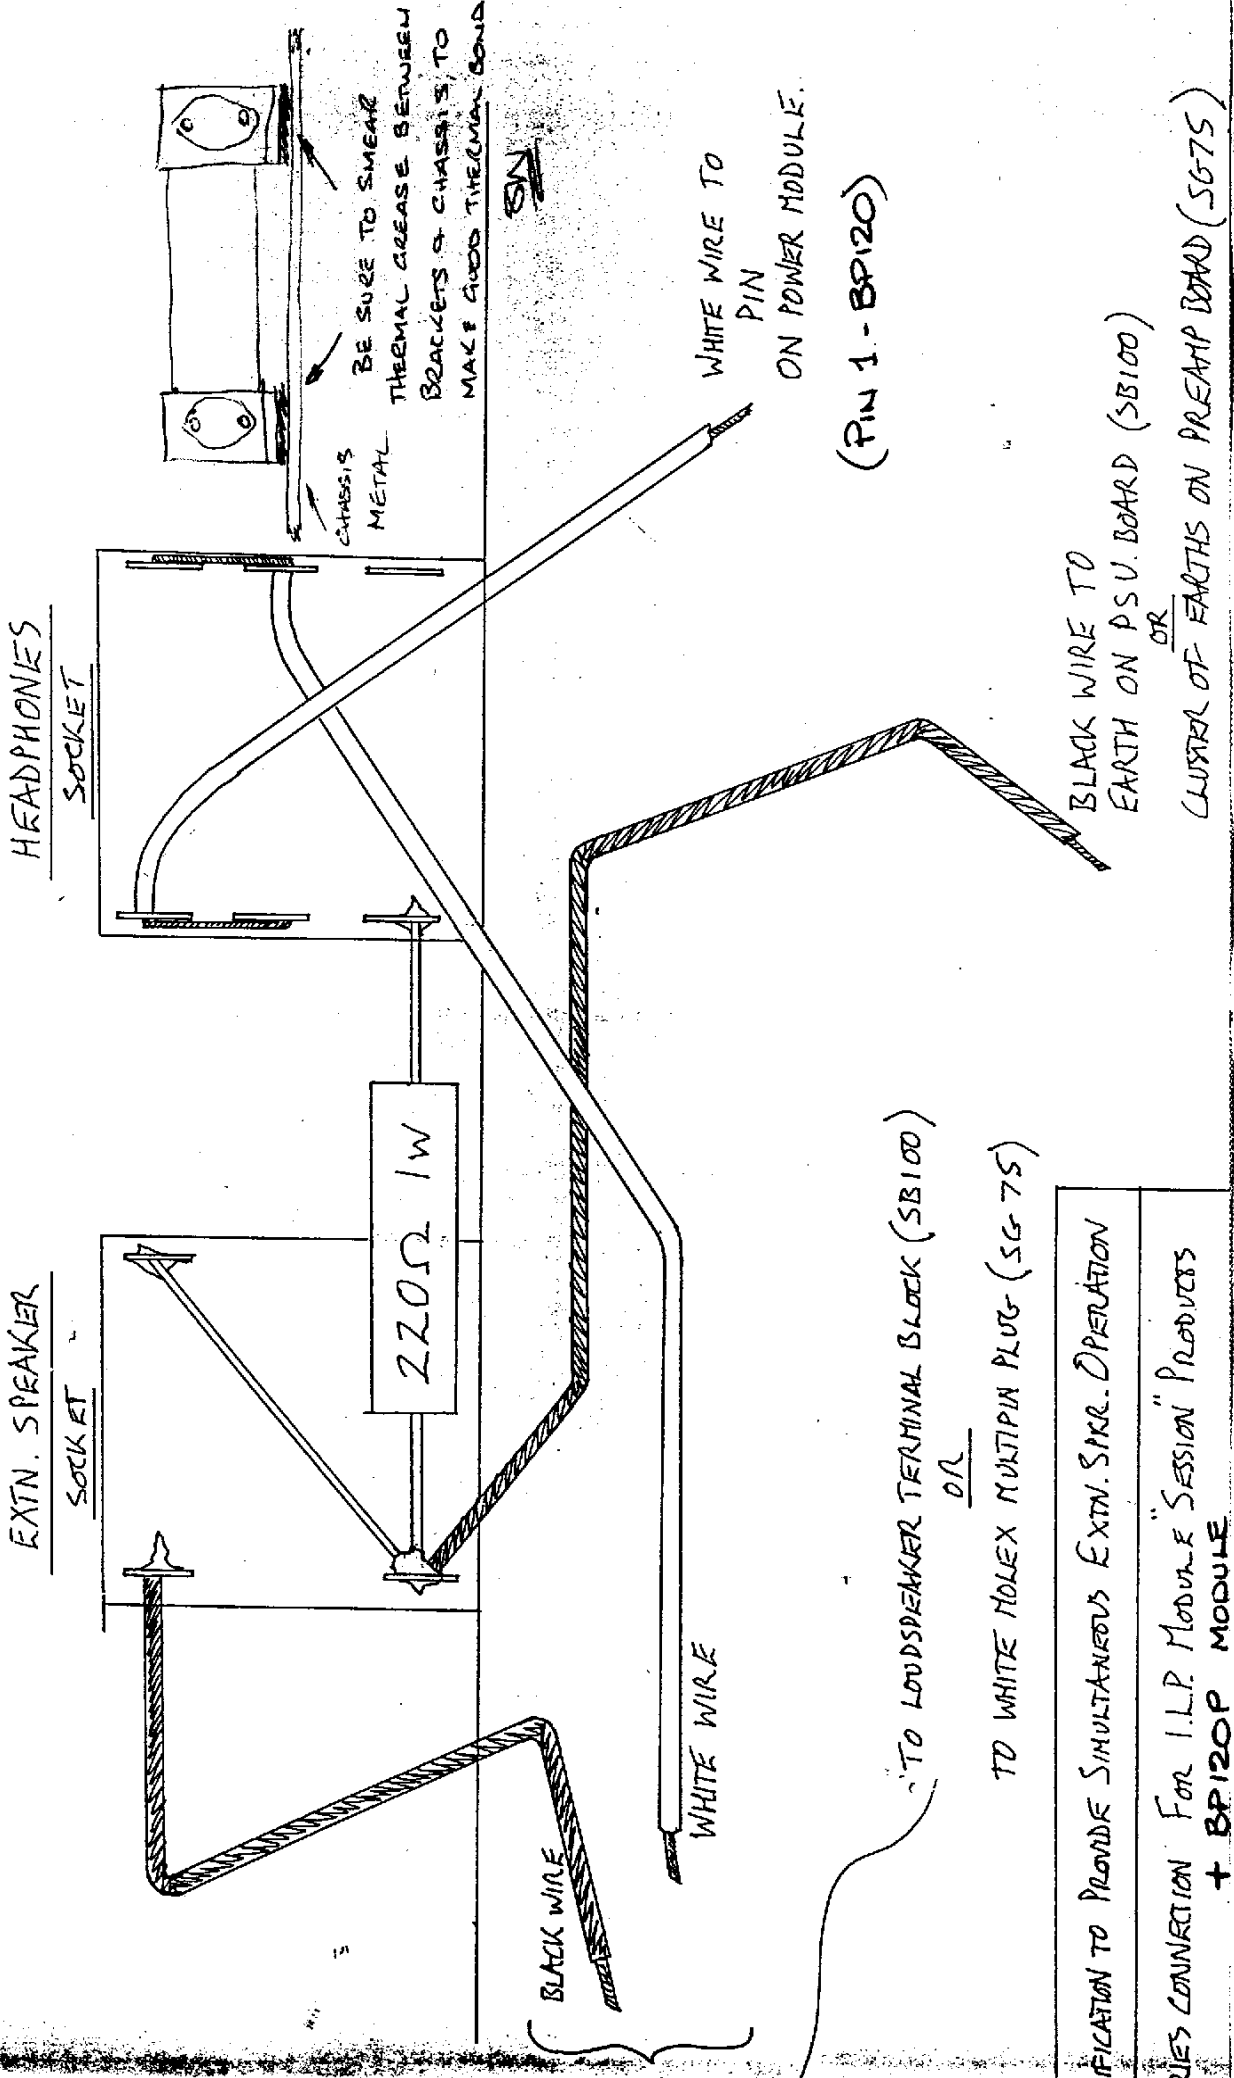 EXTN. SPEAKER
SOCKET
HEADPHONES
SOCKET
220Ω 1W
CHASSIS
METAL
BE SURE TO SMEAR
THERMAL GREASE BETWEEN
BRACKETS & CHASSIS, TO
MAKE GOOD THERMAL BOND
BLACK WIRE
WHITE WIRE
WHITE WIRE TO
PIN
ON POWER MODULE.
(PIN 1 - BP120)
TO LOUDSPEAKER TERMINAL BLOCK (SB100)
OR
TO WHITE MOLEX MULTIPIN PLUG (SG 75)
BLACK WIRE TO
EARTH ON PSU. BOARD (SB100)
OR
CLUSTER OF EARTHS ON PREAMP BOARD (SG75)
FICATION TO PROVIDE SIMULTANEOUS EXTN. SPKR. OPERATION
IES CONNECTION FOR I.L.P. MODULE "SESSION" PRODUCTS
+ BP120P MODULE